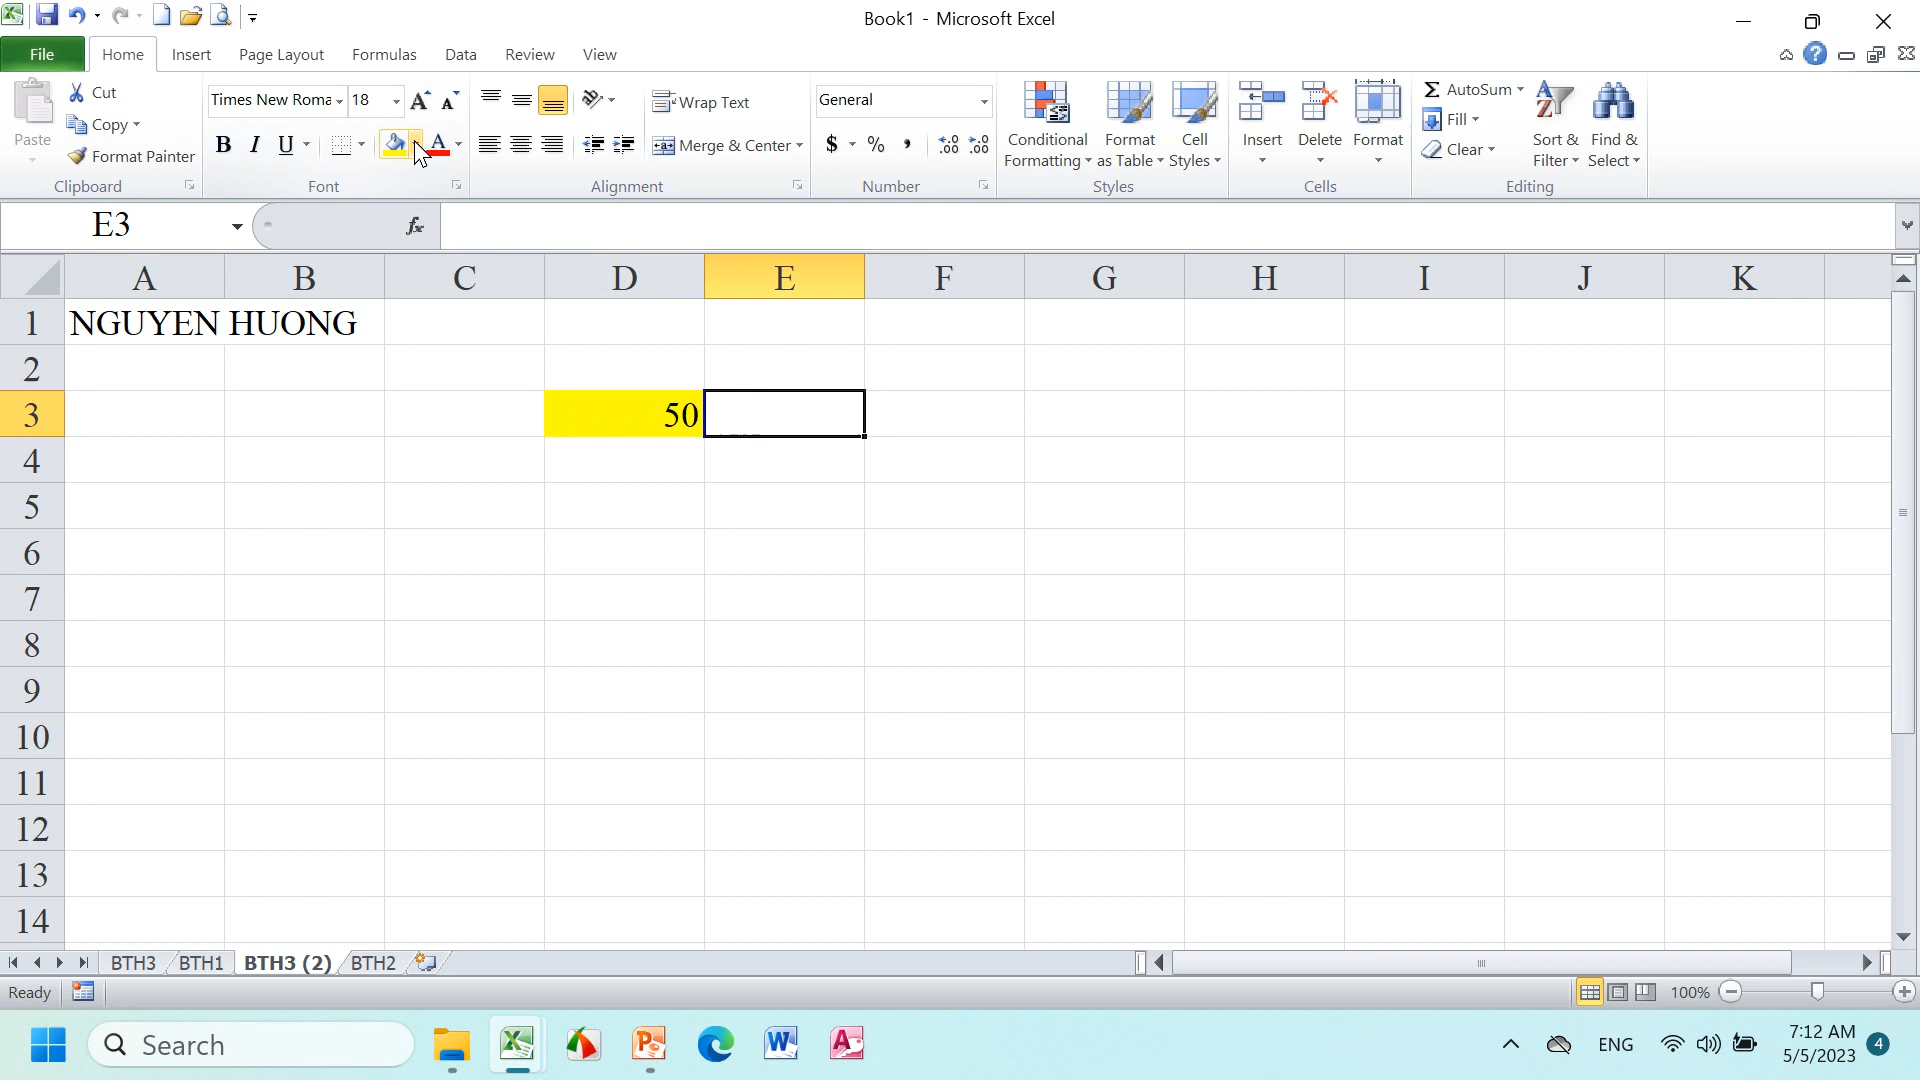 Book1 - Microsoft Excel
File Home Insert Page Layout Formulas Data Review View
Paste
Cut
Copy
Format Painter
Clipboard
Times New Roma 18
B I U
Font
Wrap Text
Merge & Center
Alignment
General
$ % ,
Number
Conditional Formatting
Format as Table
Cell Styles
Styles
Insert Delete Format
Cells
AutoSum
Fill
Clear
Sort & Filter
Find & Select
Editing
E3 fx
A B C D E F G H I J K
1 NGUYEN HUONG
2
3 50
4
5
6
7
8
9
10
11
12
13
14
BTH3 BTH1 BTH3 (2) BTH2
Ready 100%
Search ENG 7:12 AM
5/5/2023 4